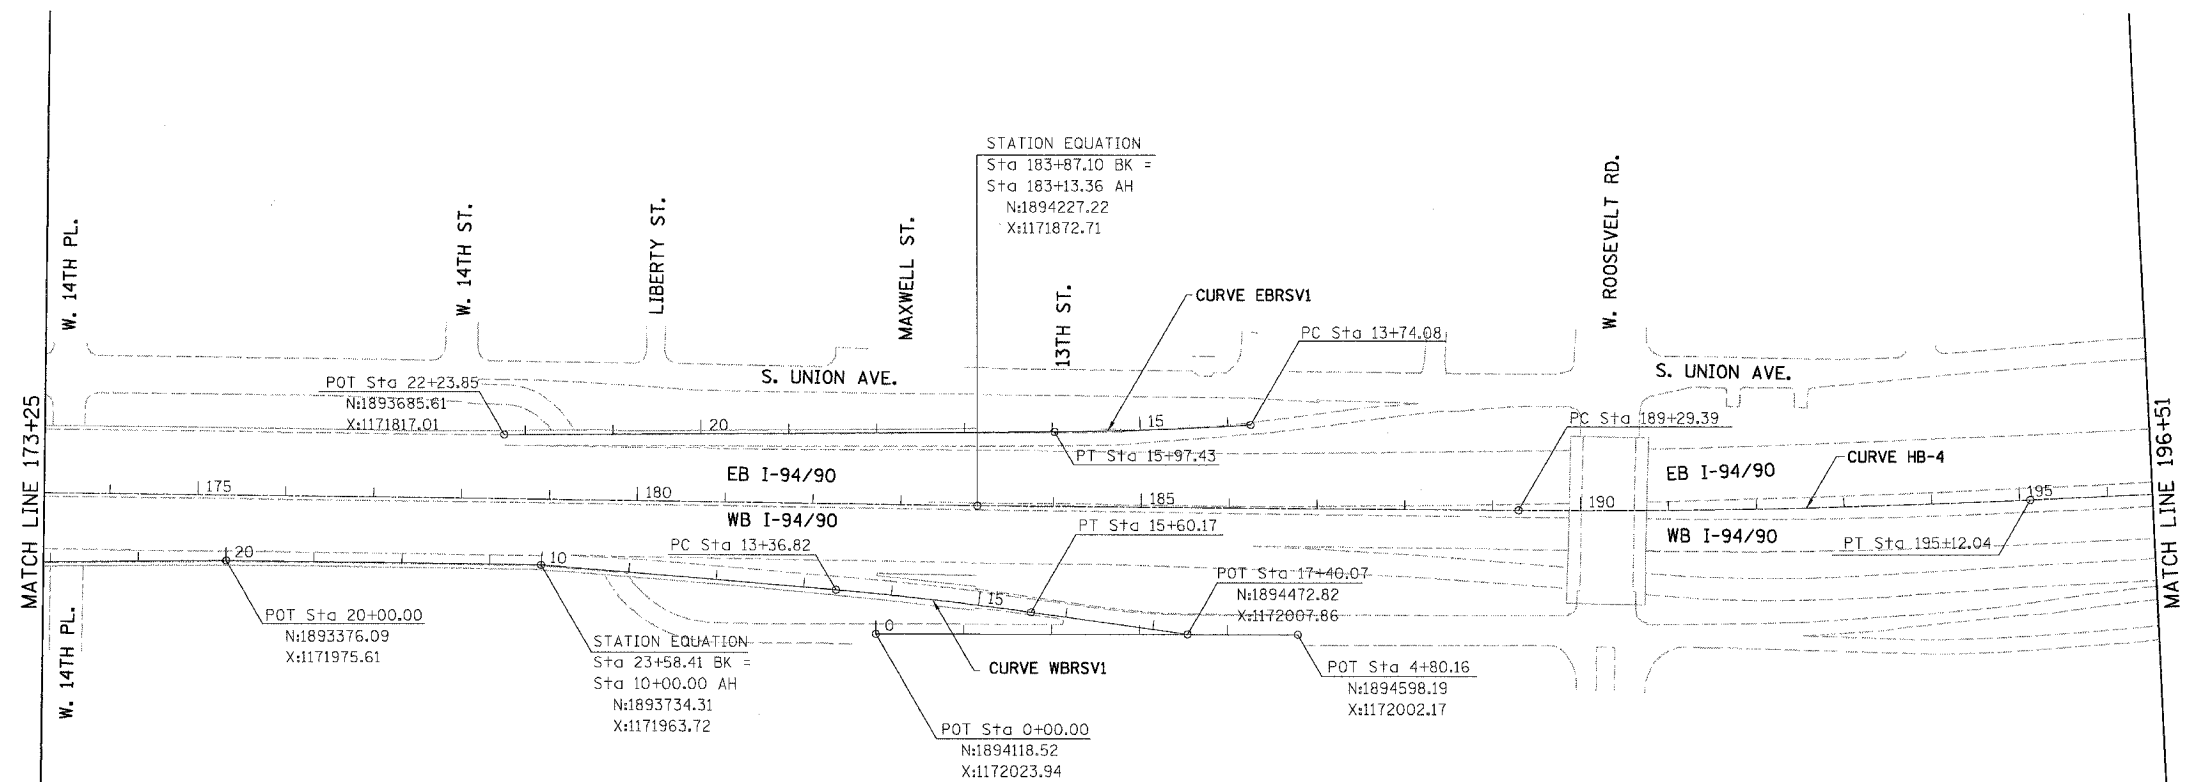 STATION EQUATION
Sta 183+87.10 BK =
Sta 183+13.36 AH
N:1894227.22
X:1171872.71
W. 14TH PL.
W. 14TH ST.
LIBERTY ST.
MAXWELL ST.
13TH ST.
W. ROOSEVELT RD.
CURVE EBRSV1
PC Sta 13+74.08
S. UNION AVE.
S. UNION AVE.
POT Sta 22+23.85
N:1893685.61
X:1171817.01
20
15
PC Sta 189+29.39
PT Sta 15+97.43
MATCH LINE 173+25
MATCH LINE 196+51
EB I-94/90
EB I-94/90
CURVE HB-4
175
180
185
190
195
WB I-94/90
WB I-94/90
PT Sta 15+60.17
PC Sta 13+36.82
PT Sta 195+12.04
20
10
15
0
POT Sta 17+40.07
N:1894472.82
X:1172007.86
POT Sta 20+00.00
N:1893376.09
X:1171975.61
W. 14TH PL.
STATION EQUATION
Sta 23+58.41 BK =
Sta 10+00.00 AH
N:1893734.31
X:1171963.72
CURVE WBRSV1
POT Sta 4+80.16
N:1894598.19
X:1172002.17
POT Sta 0+00.00
N:1894118.52
X:1172023.94